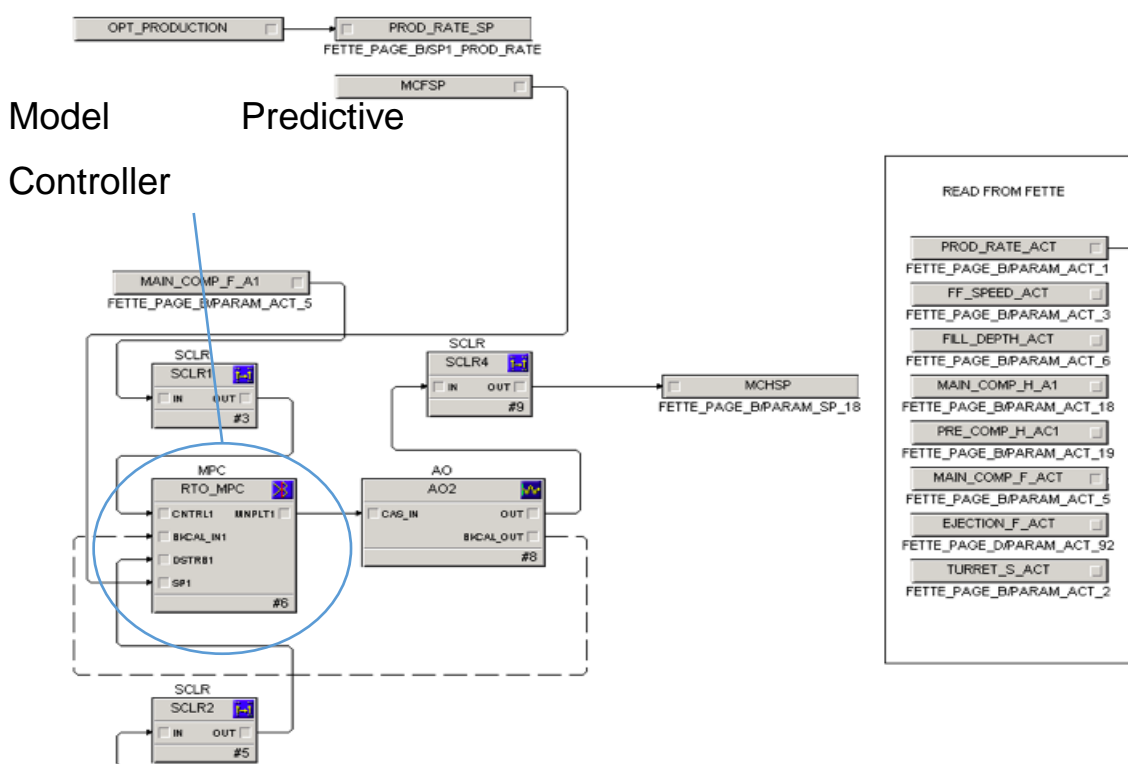 OPT_PRODUCTION
PROD_RATE_SP
FETTE_PAGE_B/SP1_PROD_RATE
MCFSP
Model Predictive
Controller
MAIN_COMP_F_A1
FETTE_PAGE_B/PARAM_ACT_5
SCLR
SCLR1
IN OUT
#3
SCLR
SCLR4
IN OUT
#9
MCHSP
FETTE_PAGE_B/PARAM_SP_18
MPC
RTO_MPC
CNTRL1 MNPLT1
BKCAL_IN1
DSTRB1
SP1
#6
AO
AO2
CAS_IN OUT
BKCAL_OUT
#8
SCLR
SCLR2
IN OUT
#5
READ FROM FETTE
PROD_RATE_ACT
FETTE_PAGE_B/PARAM_ACT_1
FF_SPEED_ACT
FETTE_PAGE_B/PARAM_ACT_3
FILL_DEPTH_ACT
FETTE_PAGE_B/PARAM_ACT_6
MAIN_COMP_H_A1
FETTE_PAGE_B/PARAM_ACT_18
PRE_COMP_H_AC1
FETTE_PAGE_B/PARAM_ACT_19
MAIN_COMP_F_ACT
FETTE_PAGE_B/PARAM_ACT_5
EJECTION_F_ACT
FETTE_PAGE_D/PARAM_ACT_92
TURRET_S_ACT
FETTE_PAGE_B/PARAM_ACT_2